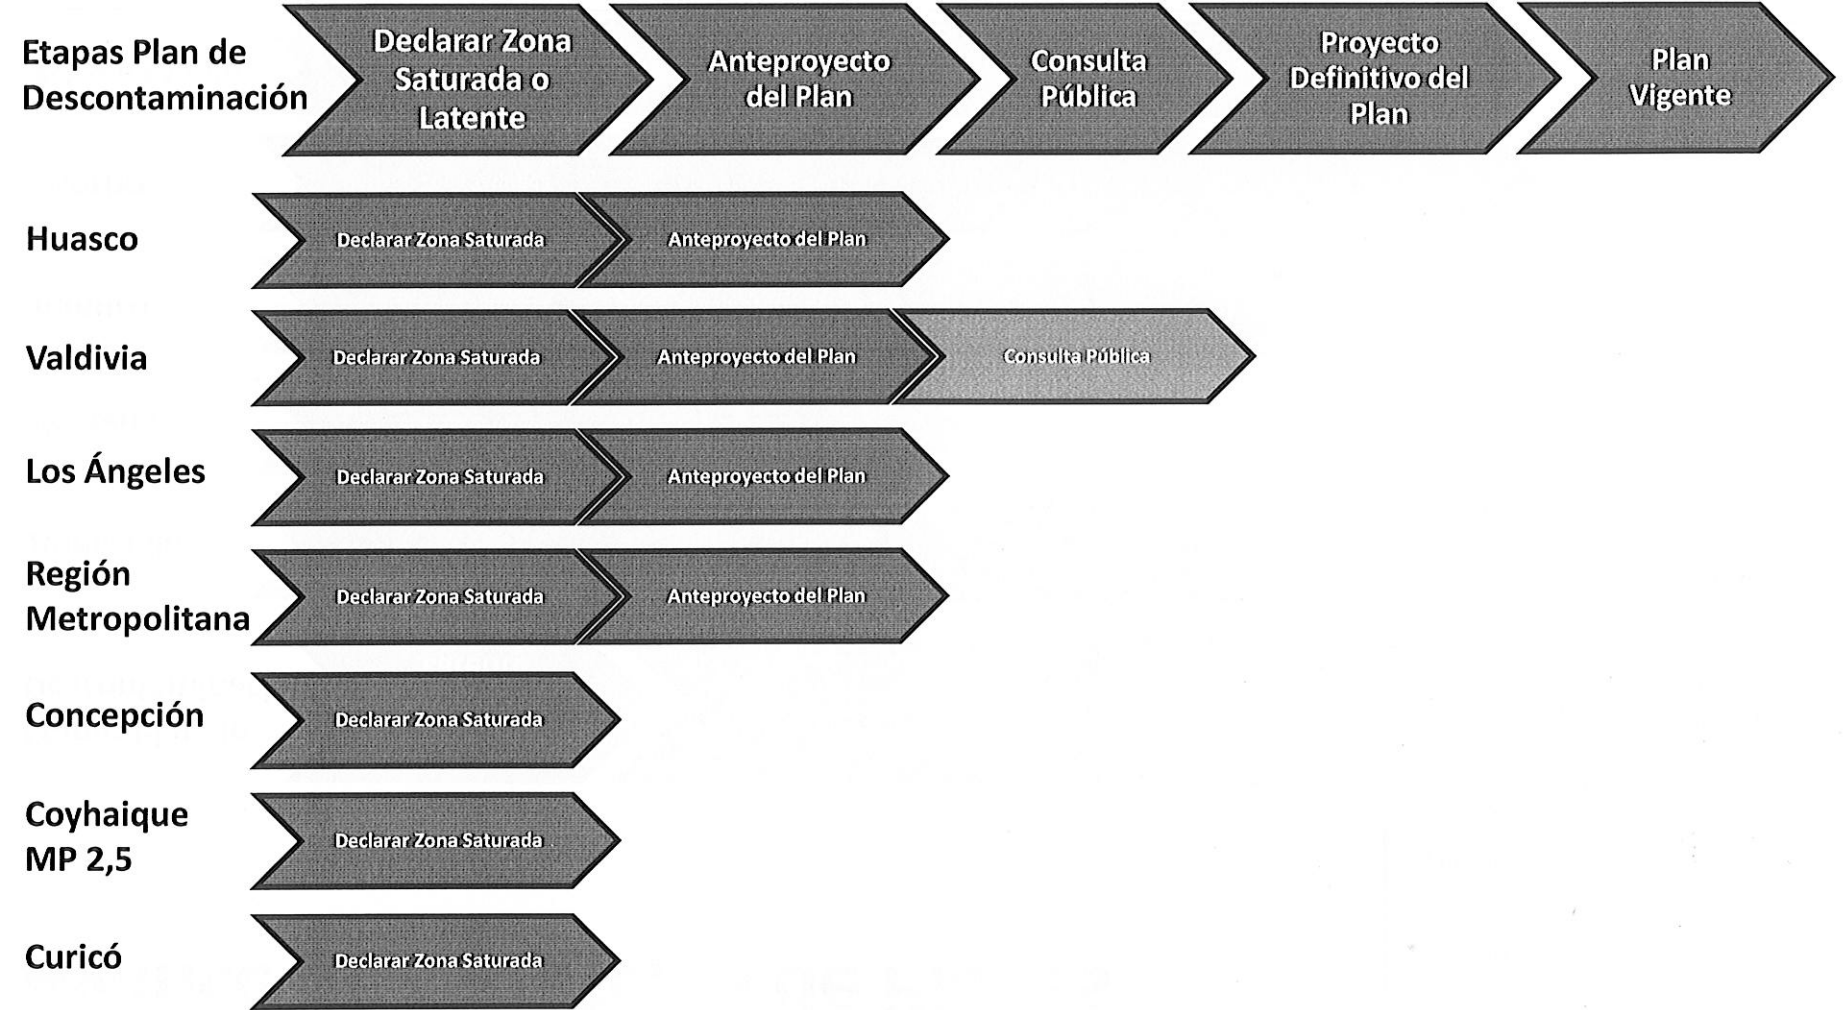 Etapas Plan de
Descontaminación
Declarar Zona
Saturada o
Latente
Anteproyecto
del Plan
Consulta
Pública
Proyecto
Definitivo del
Plan
Plan
Vigente
Huasco
Declarar Zona Saturada
Anteproyecto del Plan
Valdivia
Declarar Zona Saturada
Anteproyecto del Plan
Consulta Pública
Los Ángeles
Declarar Zona Saturada
Anteproyecto del Plan
Región
Metropolitana
Declarar Zona Saturada
Anteproyecto del Plan
Concepción
Declarar Zona Saturada
Coyhaique
MP 2,5
Declarar Zona Saturada
Curicó
Declarar Zona Saturada